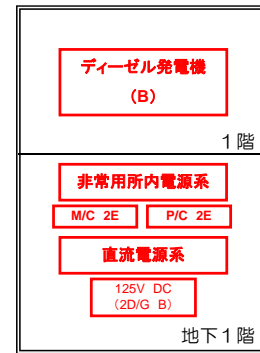 ディーゼル発電機
（B）
1階
非常用所内電源系
M/C 2E
P/C 2E
直流電源系
125V DC
（2D/G B）
地下1階